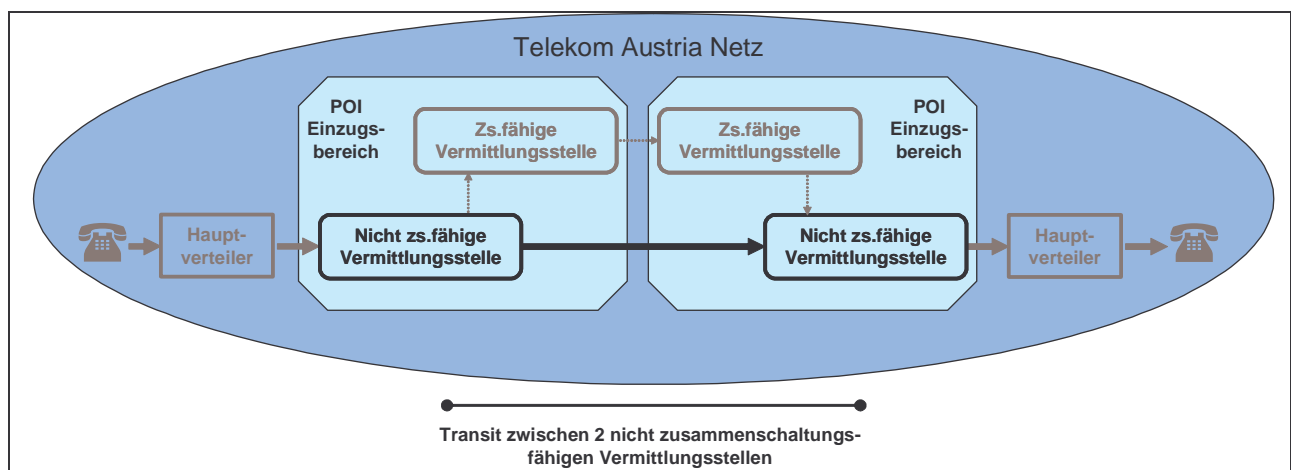 Telekom Austria Netz
POI
Einzugs-
bereich
Zs.fähige
Vermittlungsstelle
Zs.fähige
Vermittlungsstelle
POI
Einzugs-
bereich
Haupt-
verteiler
Nicht zs.fähige
Vermittlungsstelle
Nicht zs.fähige
Vermittlungsstelle
Haupt-
verteiler
Transit zwischen 2 nicht zusammenschaltungs-
fähigen Vermittlungsstellen